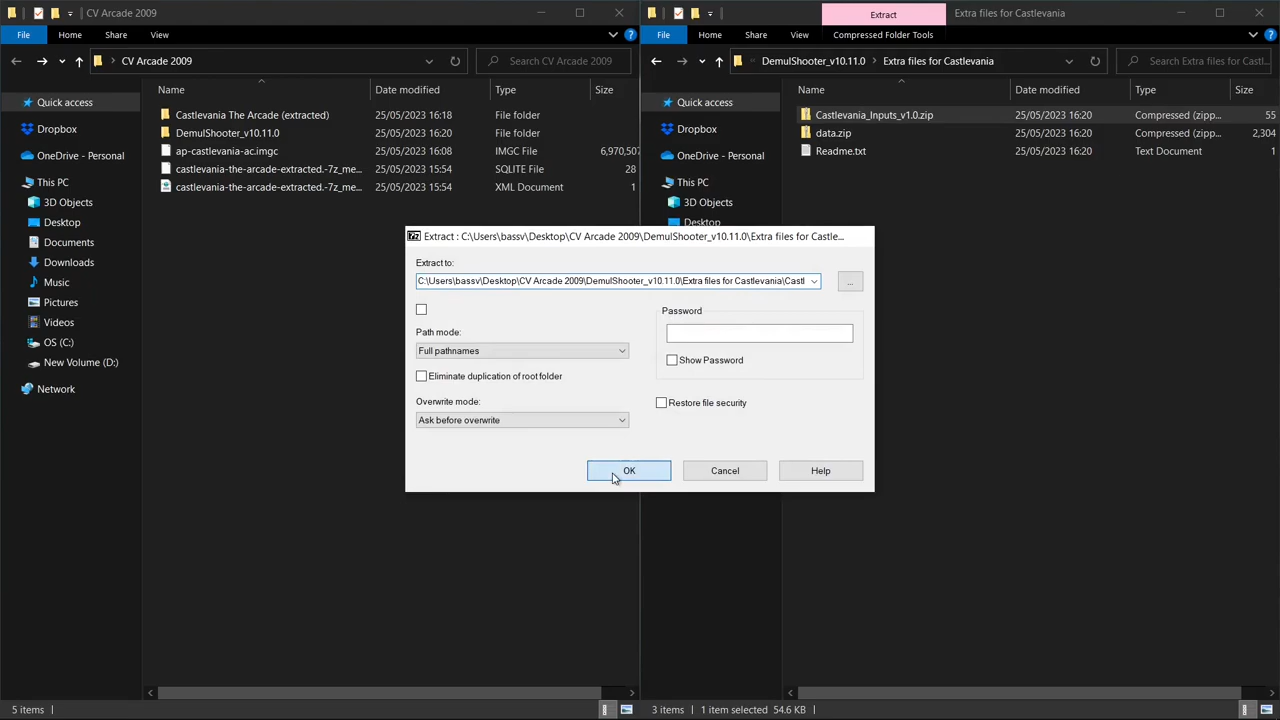 CV Arcade 2009
File Home Share View
CV Arcade 2009
Search CV Arcade 2009
Name Date modified Type Size
Quick access
Dropbox
OneDrive - Personal
This PC
3D Objects
Desktop
Documents
Downloads
Music
Pictures
Videos
OS (C:)
New Volume (D:)
Network
Castlevania The Arcade (extracted) 25/05/2023 16:18 File folder
DemulShooter_v10.11.0 25/05/2023 16:20 File folder
ap-castlevania-ac.imgc 25/05/2023 16:08 IMGC File 6,970,507
castlevania-the-arcade-extracted.-7z_me... 25/05/2023 15:54 SQLITE File 28
castlevania-the-arcade-extracted.-7z_me... 25/05/2023 15:54 XML Document 1
5 items
Extract Extra files for Castlevania
File Home Share View Compressed Folder Tools
« DemulShooter_v10.11.0 Extra files for Castlevania
Search Extra files for Castl...
Name Date modified Type Size
Quick access
Dropbox
OneDrive - Personal
This PC
3D Objects
Desktop
Castlevania_Inputs_v1.0.zip 25/05/2023 16:20 Compressed (zipp... 55
data.zip 25/05/2023 16:20 Compressed (zipp... 2,304
Readme.txt 25/05/2023 16:20 Text Document 1
3 items 1 item selected 54.6 KB
Extract : C:\Users\bassv\Desktop\CV Arcade 2009\DemulShooter_v10.11.0\Extra files for Castle...
Extract to:
C:\Users\bassv\Desktop\CV Arcade 2009\DemulShooter_v10.11.0\Extra files for Castlevania\Castl
...
Path mode:
Full pathnames
Eliminate duplication of root folder
Overwrite mode:
Ask before overwrite
Password
Show Password
Restore file security
OK Cancel Help